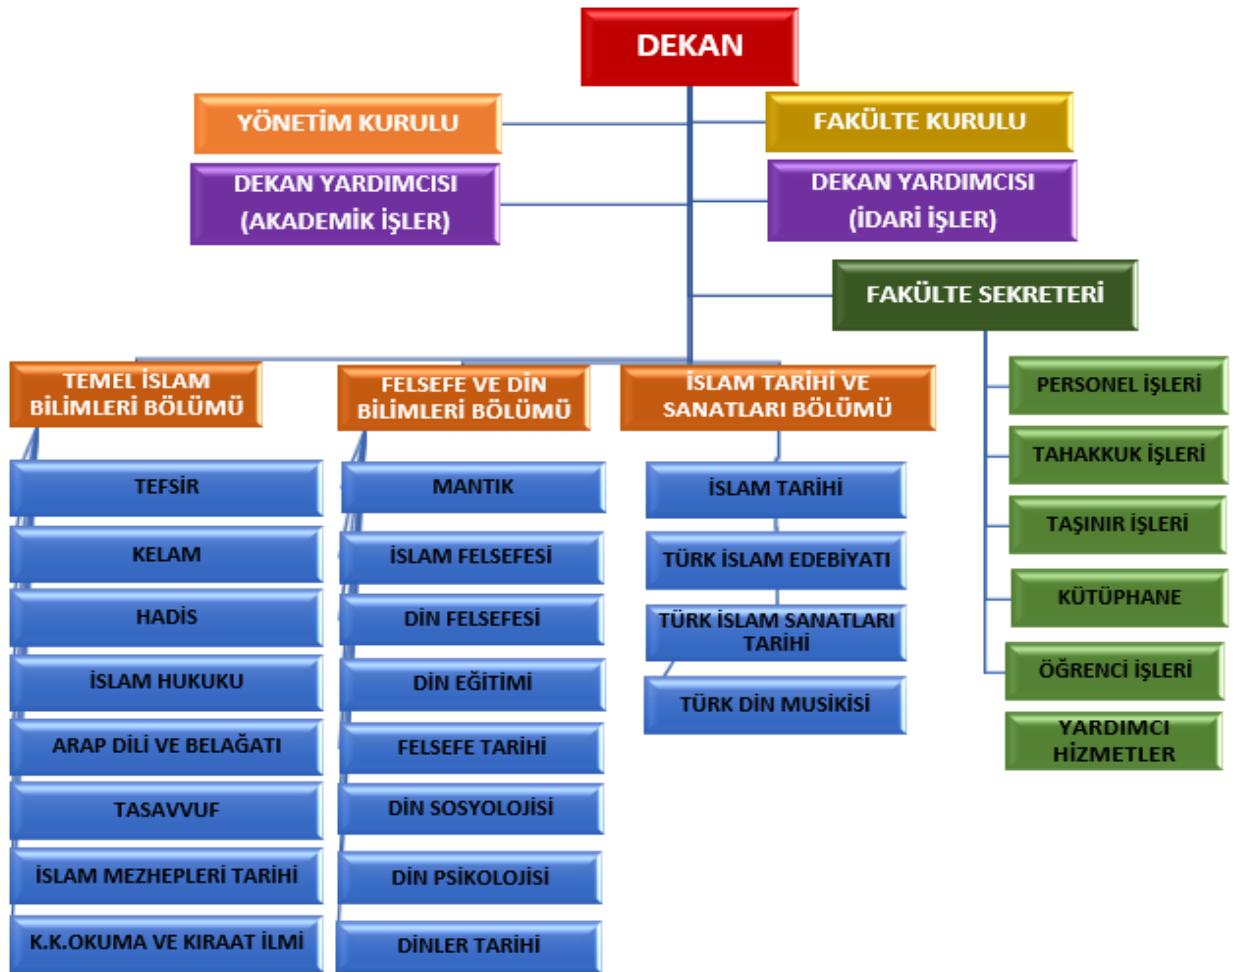 DEKAN
YÖNETİM KURULU
FAKÜLTE KURULU
DEKAN YARDIMCISI
(AKADEMİK İŞLER)
DEKAN YARDIMCISI
(İDARİ İŞLER)
FAKÜLTE SEKRETERİ
TEMEL İSLAM
BİLİMLERİ BÖLÜMÜ
TEFSİR
KELAM
HADİS
İSLAM HUKUKU
ARAP DİLİ VE BELAĞATI
TASAVVUF
İSLAM MEZHEPLERİ TARİHİ
K.K.OKUMA VE KIRAAT İLMİ
FELSEFE VE DİN
BİLİMLERİ BÖLÜMÜ
MANTIK
İSLAM FELSEFESİ
DİN FELSEFESİ
DİN EĞİTİMİ
FELSEFE TARİHİ
DİN SOSYOLOJİSİ
DİN PSİKOLOJİSİ
DİNLER TARİHİ
İSLAM TARİHİ VE
SANATLARI BÖLÜMÜ
İSLAM TARİHİ
TÜRK İSLAM EDEBİYATI
TÜRK İSLAM SANATLARI
TARİHİ
TÜRK DİN MUSIKİSİ
PERSONEL İŞLERİ
TAHAKKUK İŞLERİ
TAŞINIR İŞLERİ
KÜTÜPHANE
ÖĞRENCİ İŞLERİ
YARDIMCI
HİZMETLER